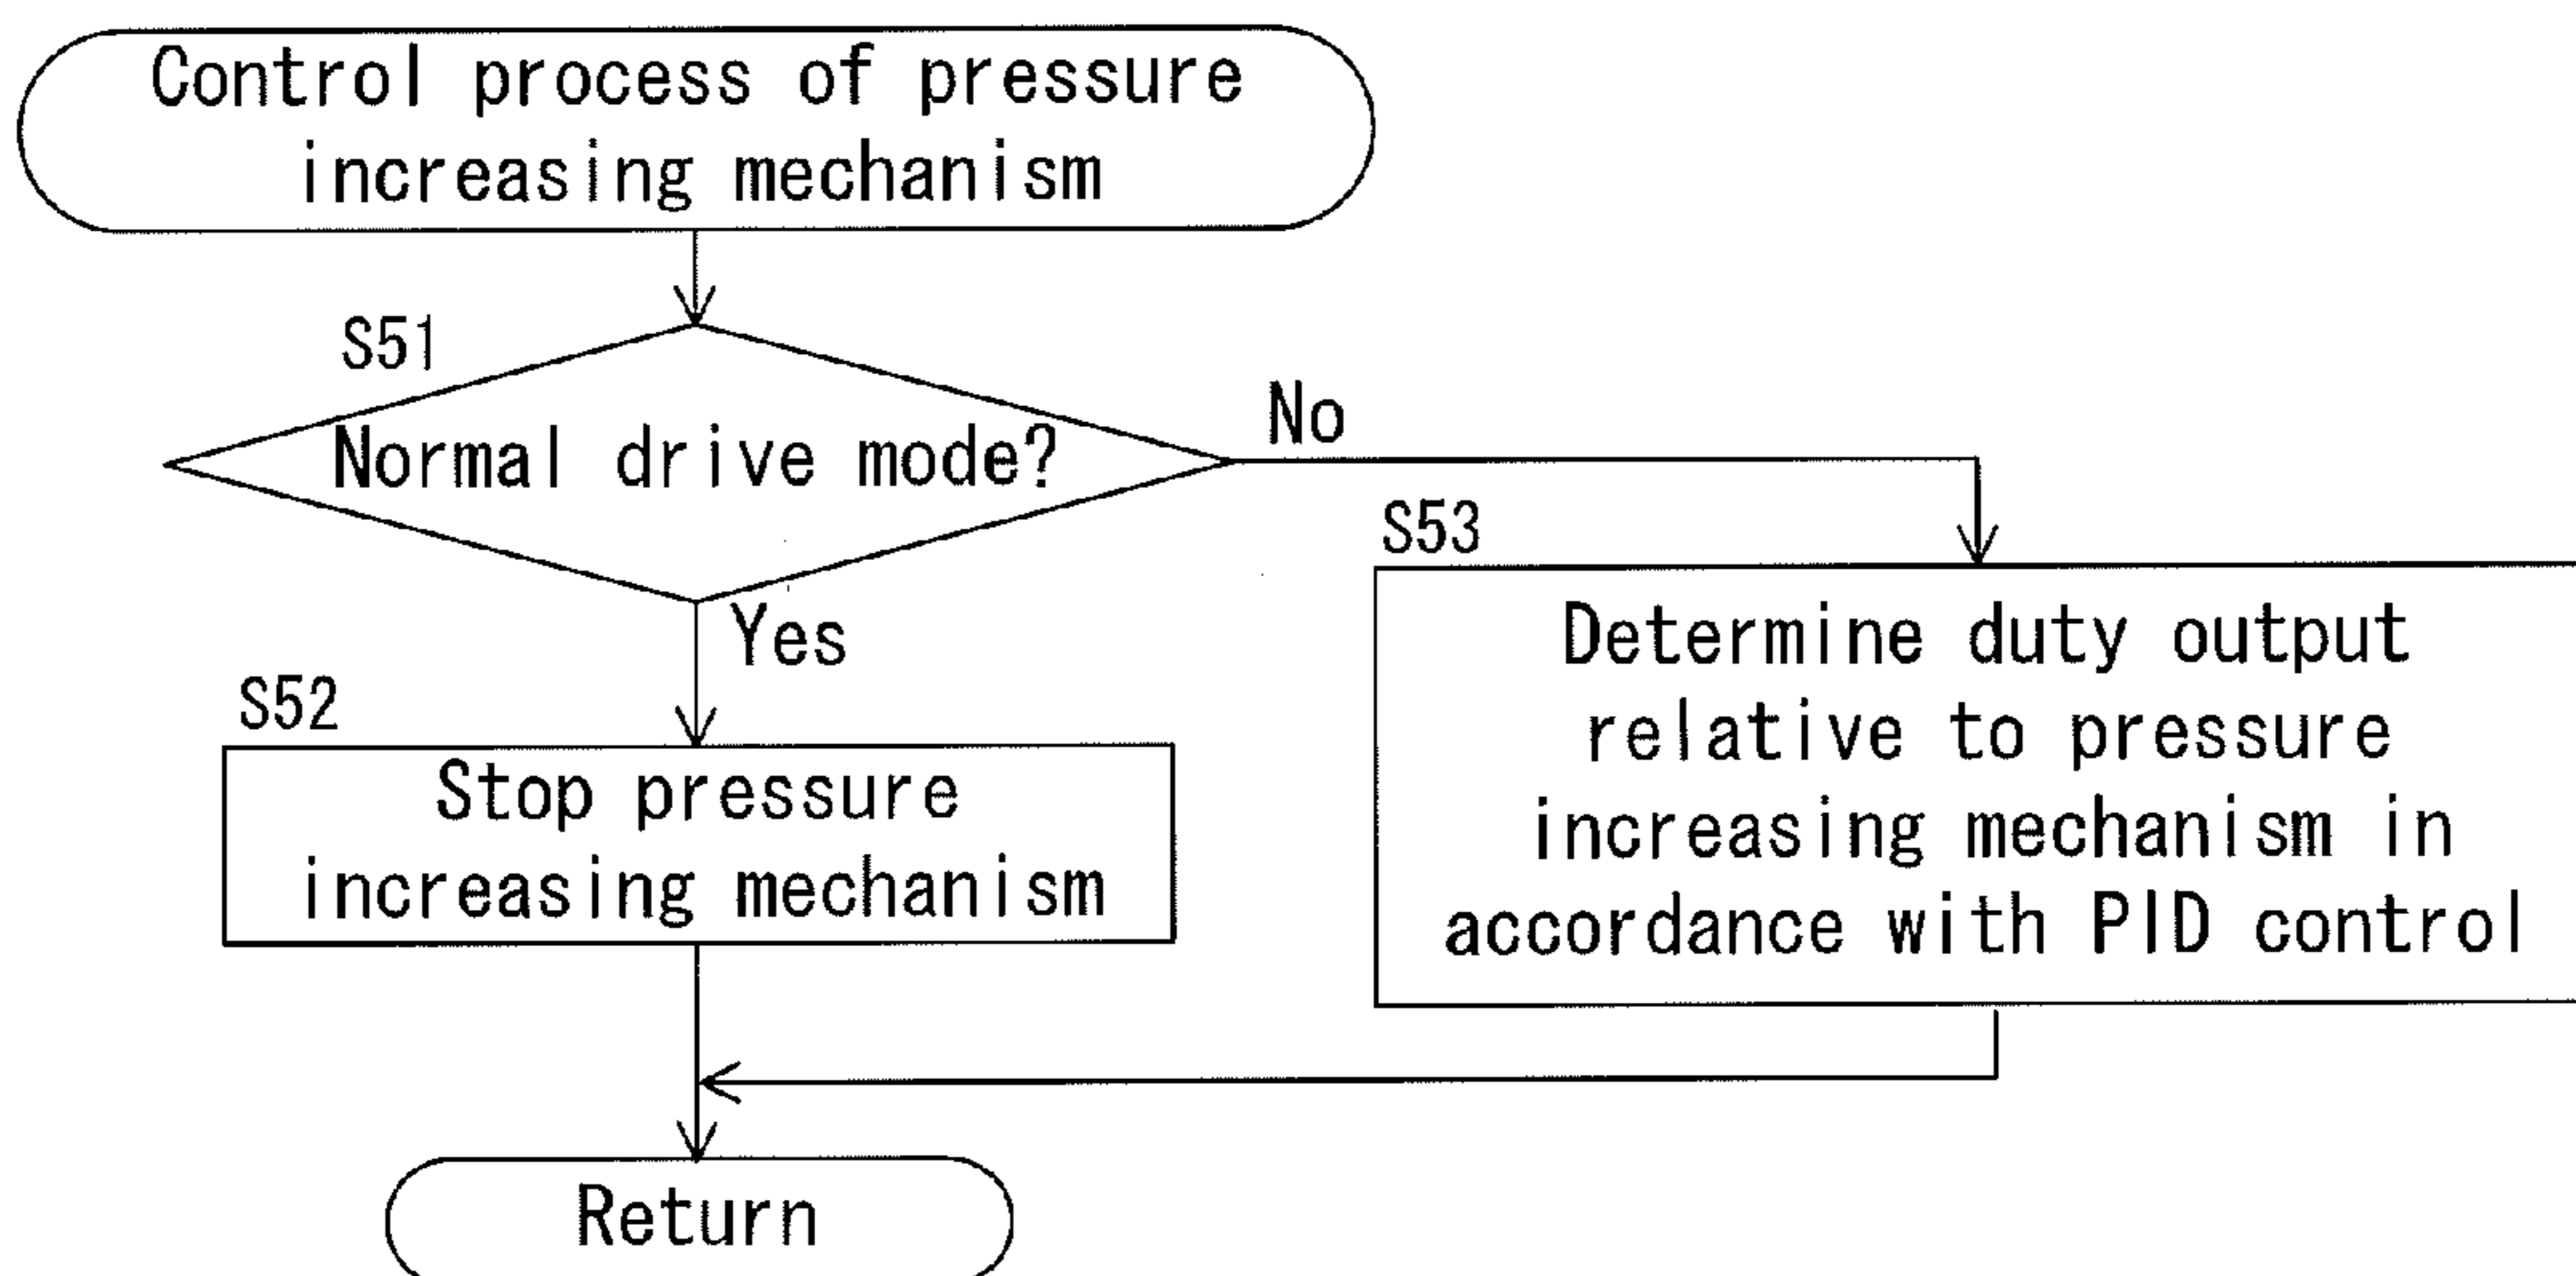 Control process of pressure
increasing mechanism
S51
Normal drive mode?
No
Yes
S52
Stop pressure
increasing mechanism
S53
Determine duty output
relative to pressure
increasing mechanism in
accordance with PID control
Return